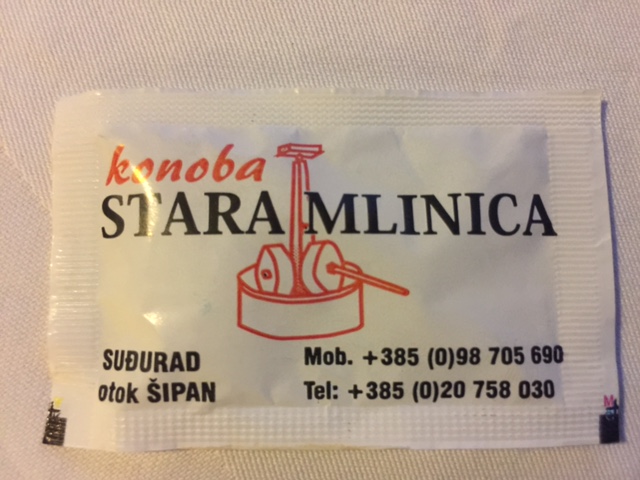 konoba
STARA MLINICA
SUĐURAD
otok ŠIPAN
Mob. +385 (0)98 705 690
Tel: +385 (0)20 758 030